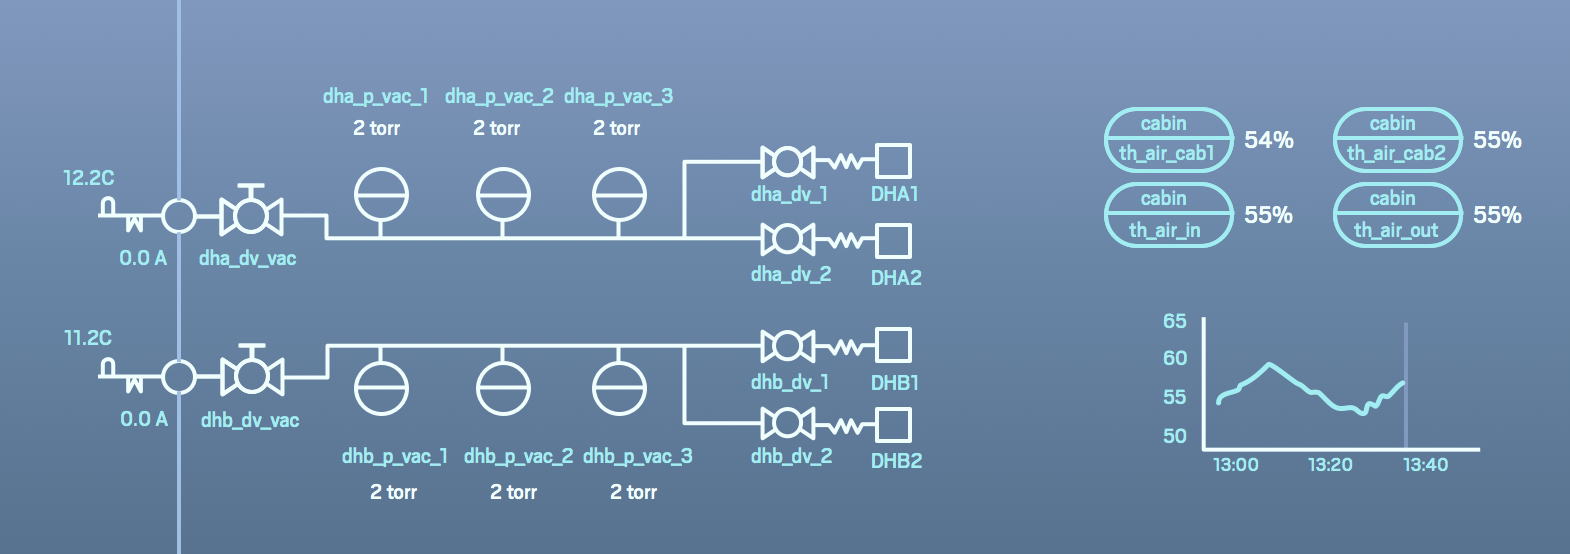 dha_p_vac_1 dha_p_vac_2 dha_p_vac_3
2 torr 2 torr 2 torr
12.2C
0.0 A
dha_dv_vac
dha_dv_1
DHA1
dha_dv_2
DHA2
11.2C
0.0 A
dhb_dv_vac
dhb_dv_1
DHB1
dhb_dv_2
DHB2
dhb_p_vac_1 dhb_p_vac_2 dhb_p_vac_3
2 torr 2 torr 2 torr
cabin
th_air_cab1
54%
cabin
th_air_cab2
55%
cabin
th_air_in
55%
cabin
th_air_out
55%
65
60
55
50
13:00 13:20 13:40